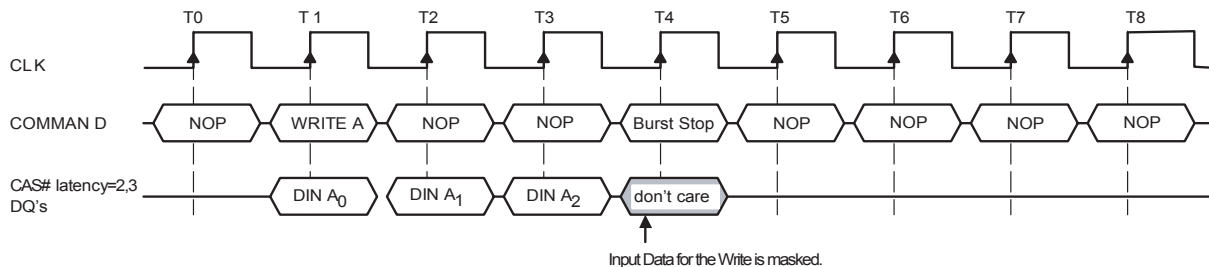 T0 T1 T2 T3 T4 T5 T6 T7 T8
CLK
COMMAN D NOP WRITE A NOP NOP Burst Stop NOP NOP NOP NOP
CAS# latency=2,3
DQ's DIN A0 DIN A1 DIN A2 don't care
Input Data for the Write is masked.